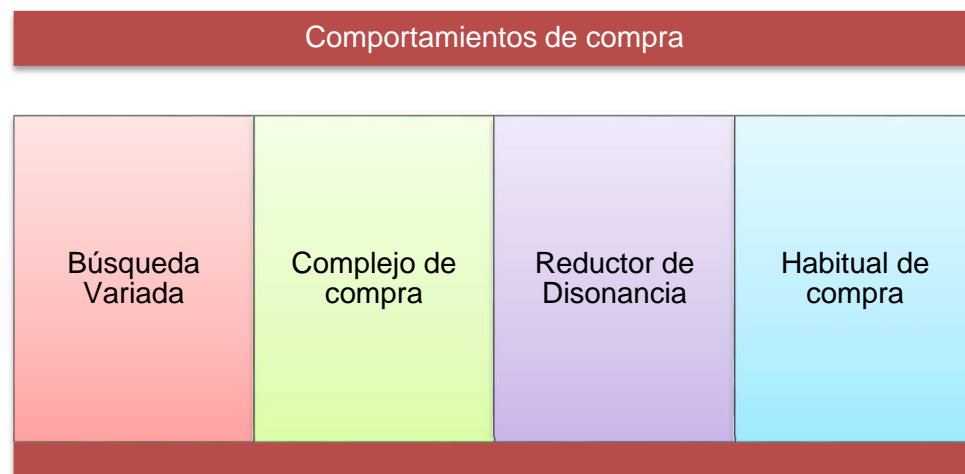 Comportamientos de compra
Búsqueda
Variada
Complejo de
compra
Reductor de
Disonancia
Habitual de
compra